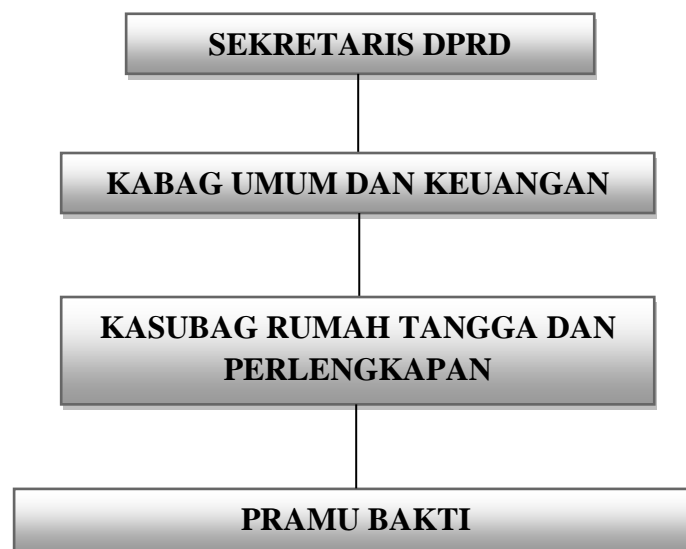 SEKRETARIS DPRD
KABAG UMUM DAN KEUANGAN
KASUBAG RUMAH TANGGA DAN
PERLENGKAPAN
PRAMU BAKTI